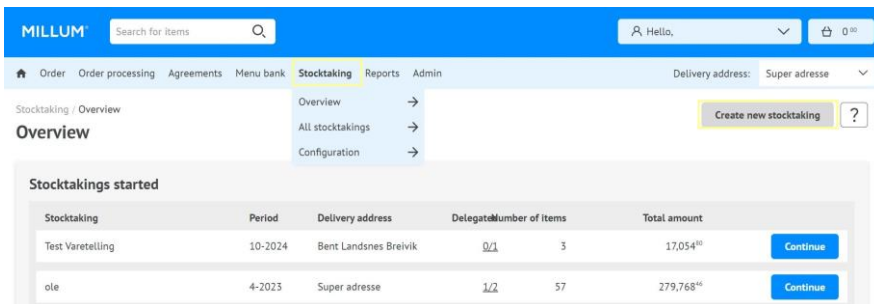 MILLUM®
Search for items
Hello,
0⁰⁰
Order Order processing Agreements Menu bank Stocktaking Reports Admin
Delivery address: Super adresse
Stocktaking / Overview
Overview
Overview
All stocktakings
Configuration
Create new stocktaking ?
Stocktakings started
Stocktaking Period Delivery address Delegated Number of items Total amount
Test Varetelling 10-2024 Bent Landsnes Breivik 0/1 3 17,054⁶⁰ Continue
ole 4-2023 Super adresse 1/2 57 279,768⁴⁶ Continue